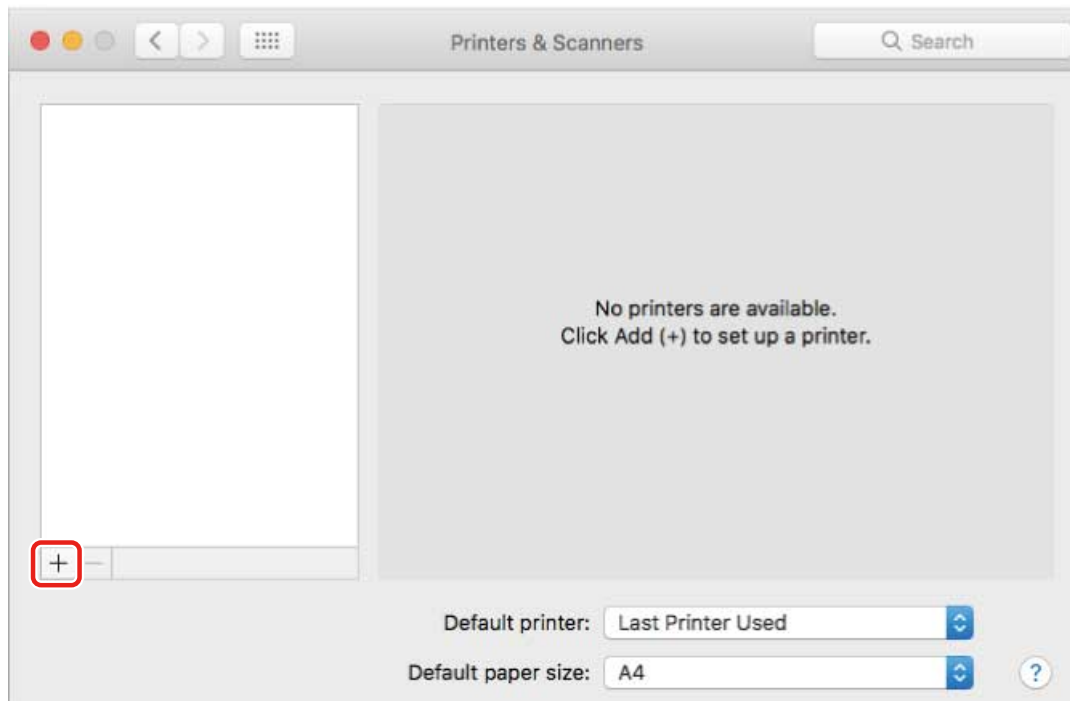 Printers & Scanners
Search
No printers are available.
Click Add (+) to set up a printer.
+ −
Default printer: Last Printer Used
Default paper size: A4
?